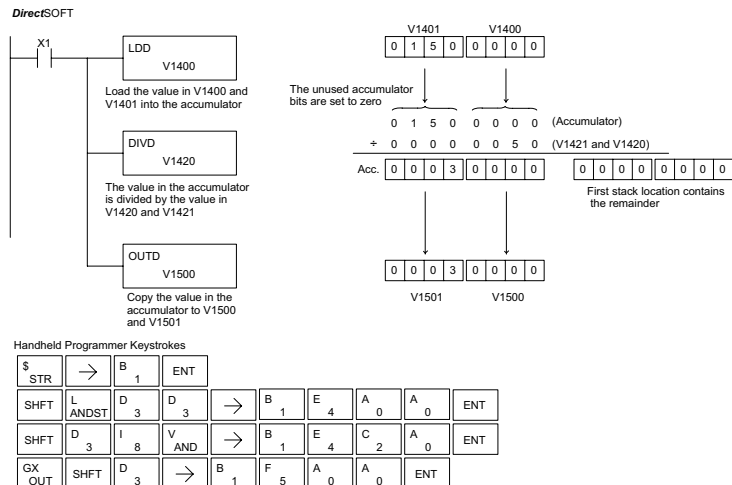 DirectSOFT
X1
LDD
V1400
Load the value in V1400 and
V1401 into the accumulator
DIVD
V1420
The value in the accumulator
is divided by the value in
V1420 and V1421
OUTD
V1500
Copy the value in the
accumulator to V1500
and V1501
V1401 V1400
0 1 5 0 0 0 0 0
The unused accumulator
bits are set to zero
0 1 5 0 0 0 0 0 (Accumulator)
÷ 0 0 0 0 0 0 5 0 (V1421 and V1420)
Acc. 0 0 0 3 0 0 0 0 0 0 0 0 0 0 0 0
First stack location contains
the remainder
0 0 0 3 0 0 0 0
V1501 V1500
Handheld Programmer Keystrokes
$ STR → B 1 ENT
SHFT L ANDST D 3 D 3 → B 1 E 4 A 0 A 0 ENT
SHFT D 3 I 8 V AND → B 1 E 4 C 2 A 0 ENT
GX OUT SHFT D 3 → B 1 F 5 A 0 A 0 ENT